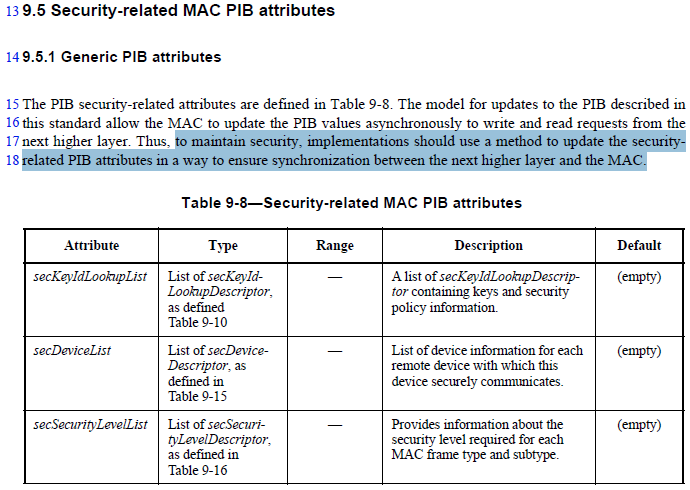 13 9.5 Security-related MAC PIB attributes
14 9.5.1 Generic PIB attributes
15 The PIB security-related attributes are defined in Table 9-8. The model for updates to the PIB described in
16 this standard allow the MAC to update the PIB values asynchronously to write and read requests from the
17 next higher layer. Thus, to maintain security, implementations should use a method to update the security-
18 related PIB attributes in a way to ensure synchronization between the next higher layer and the MAC.
Table 9-8—Security-related MAC PIB attributes
Attribute Type Range Description Default
secKeyIdLookupList List of secKeyId- — A list of secKeyIdLookupDescrip- (empty)
LookupDescriptor, tor containing keys and security
as defined policy information.
Table 9-10
secDeviceList List of secDevice- — List of device information for each (empty)
Descriptor, as remote device with which this
defined in device securely communicates.
Table 9-15
secSecurityLevelList List of secSecuri- — Provides information about the (empty)
tyLevelDescriptor, security level required for each
as defined in MAC frame type and subtype.
Table 9-16